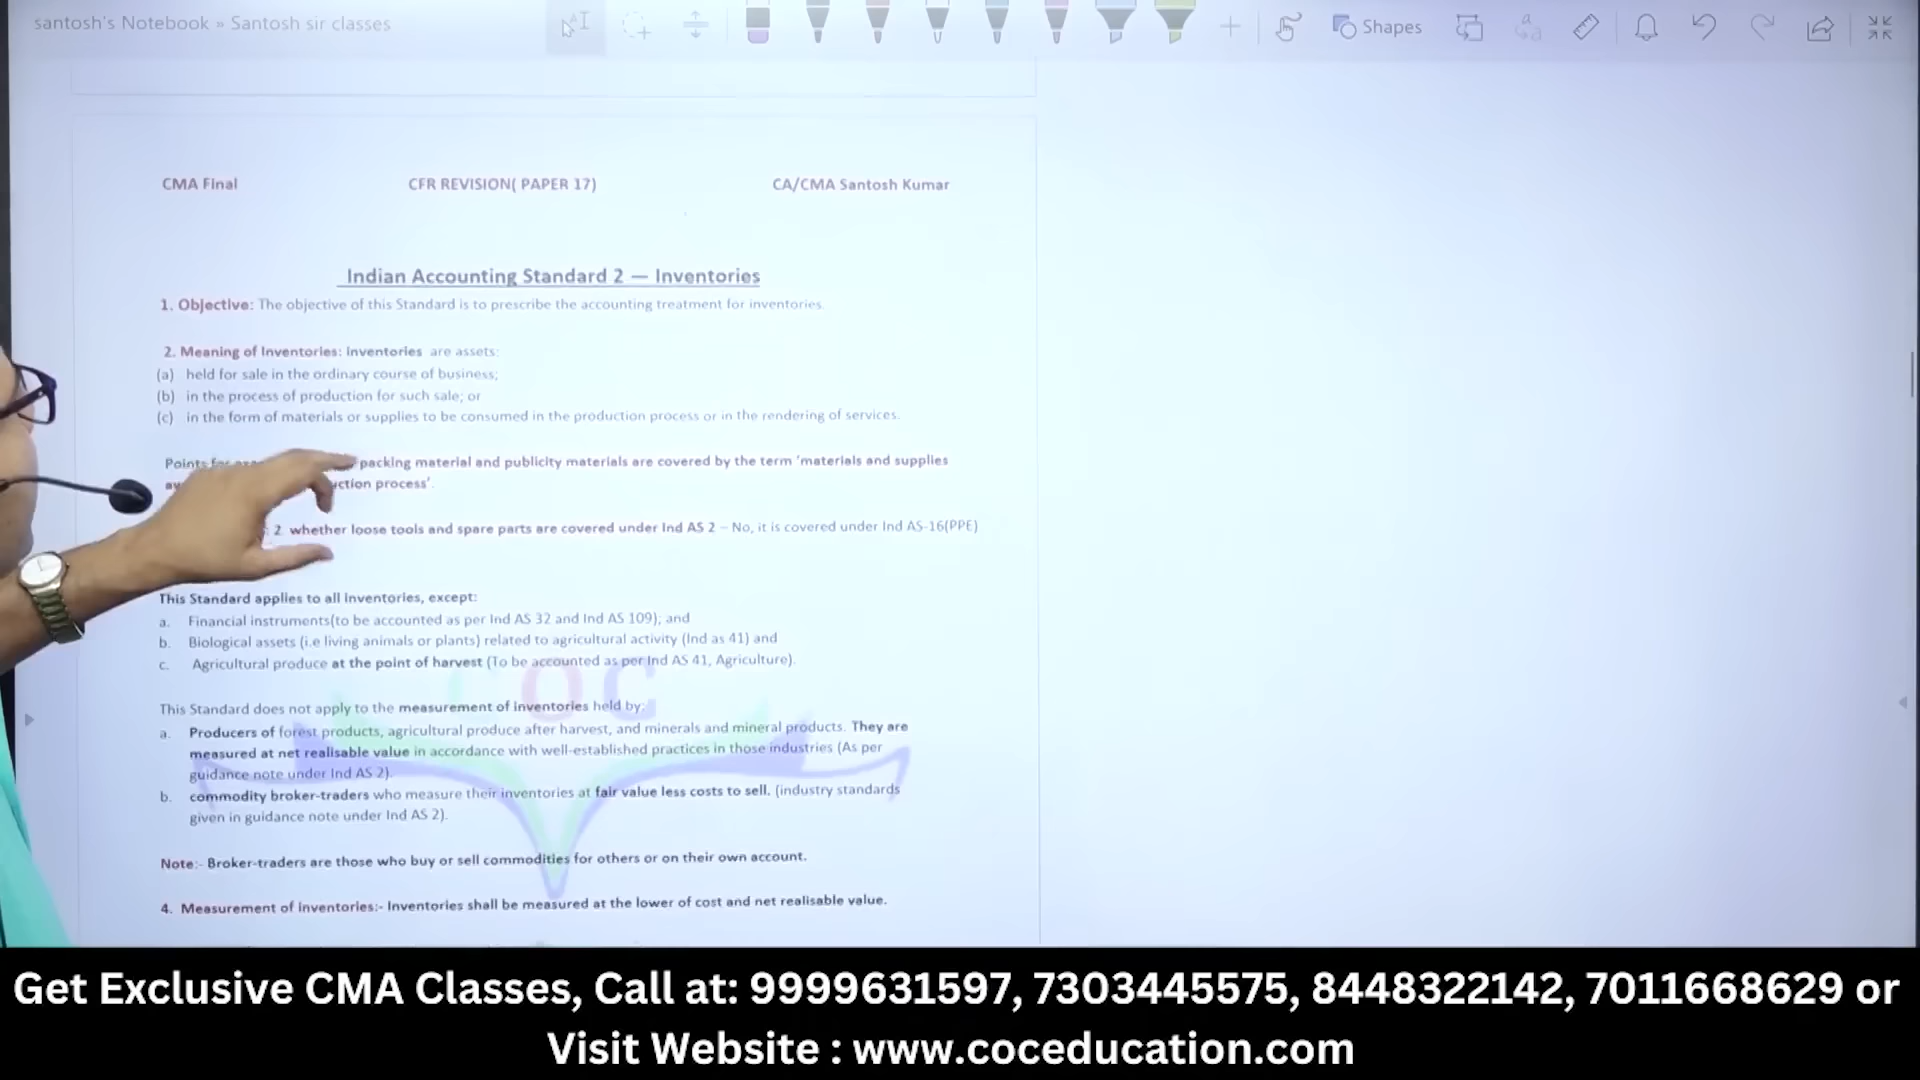 santosh's Notebook » Santosh sir classes
Shapes
CMA Final CFR REVISION( PAPER 17) CA/CMA Santosh Kumar
Indian Accounting Standard 2 — Inventories
1. Objective: The objective of this Standard is to prescribe the accounting treatment for inventories.
2. Meaning of Inventories: Inventories are assets:
(a) held for sale in the ordinary course of business;
(b) in the process of production for such sale; or
(c) in the form of materials or supplies to be consumed in the production process or in the rendering of services.
Points packing material and publicity materials are covered by the term 'materials and supplies
process'.
2 whether loose tools and spare parts are covered under Ind AS 2 – No, it is covered under Ind AS-16(PPE)
This Standard applies to all Inventories, except:
a. Financial instruments(to be accounted as per Ind AS 32 and Ind AS 109); and
b. Biological assets (i.e living animals or plants) related to agricultural activity (Ind as 41) and
c. Agricultural produce at the point of harvest (To be accounted as per Ind AS 41, Agriculture).
COC
This Standard does not apply to the measurement of inventories held by:
a. Producers of forest products, agricultural produce after harvest, and minerals and mineral products. They are
measured at net realisable value in accordance with well-established practices in those industries (As per
guidance note under Ind AS 2).
b. commodity broker-traders who measure their inventories at fair value less costs to sell. (industry standards
given in guidance note under Ind AS 2).
Note:- Broker-traders are those who buy or sell commodities for others or on their own account.
4. Measurement of inventories:- Inventories shall be measured at the lower of cost and net realisable value.
Get Exclusive CMA Classes, Call at: 9999631597, 7303445575, 8448322142, 7011668629 or
Visit Website : www.coceducation.com